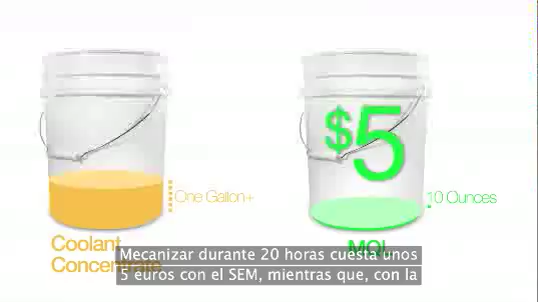 $5
One Gallon+
10 Ounces
Coolant
Concentrate
MQL
Mecanizar durante 20 horas cuesta unos
5 euros con el SEM, mientras que, con la